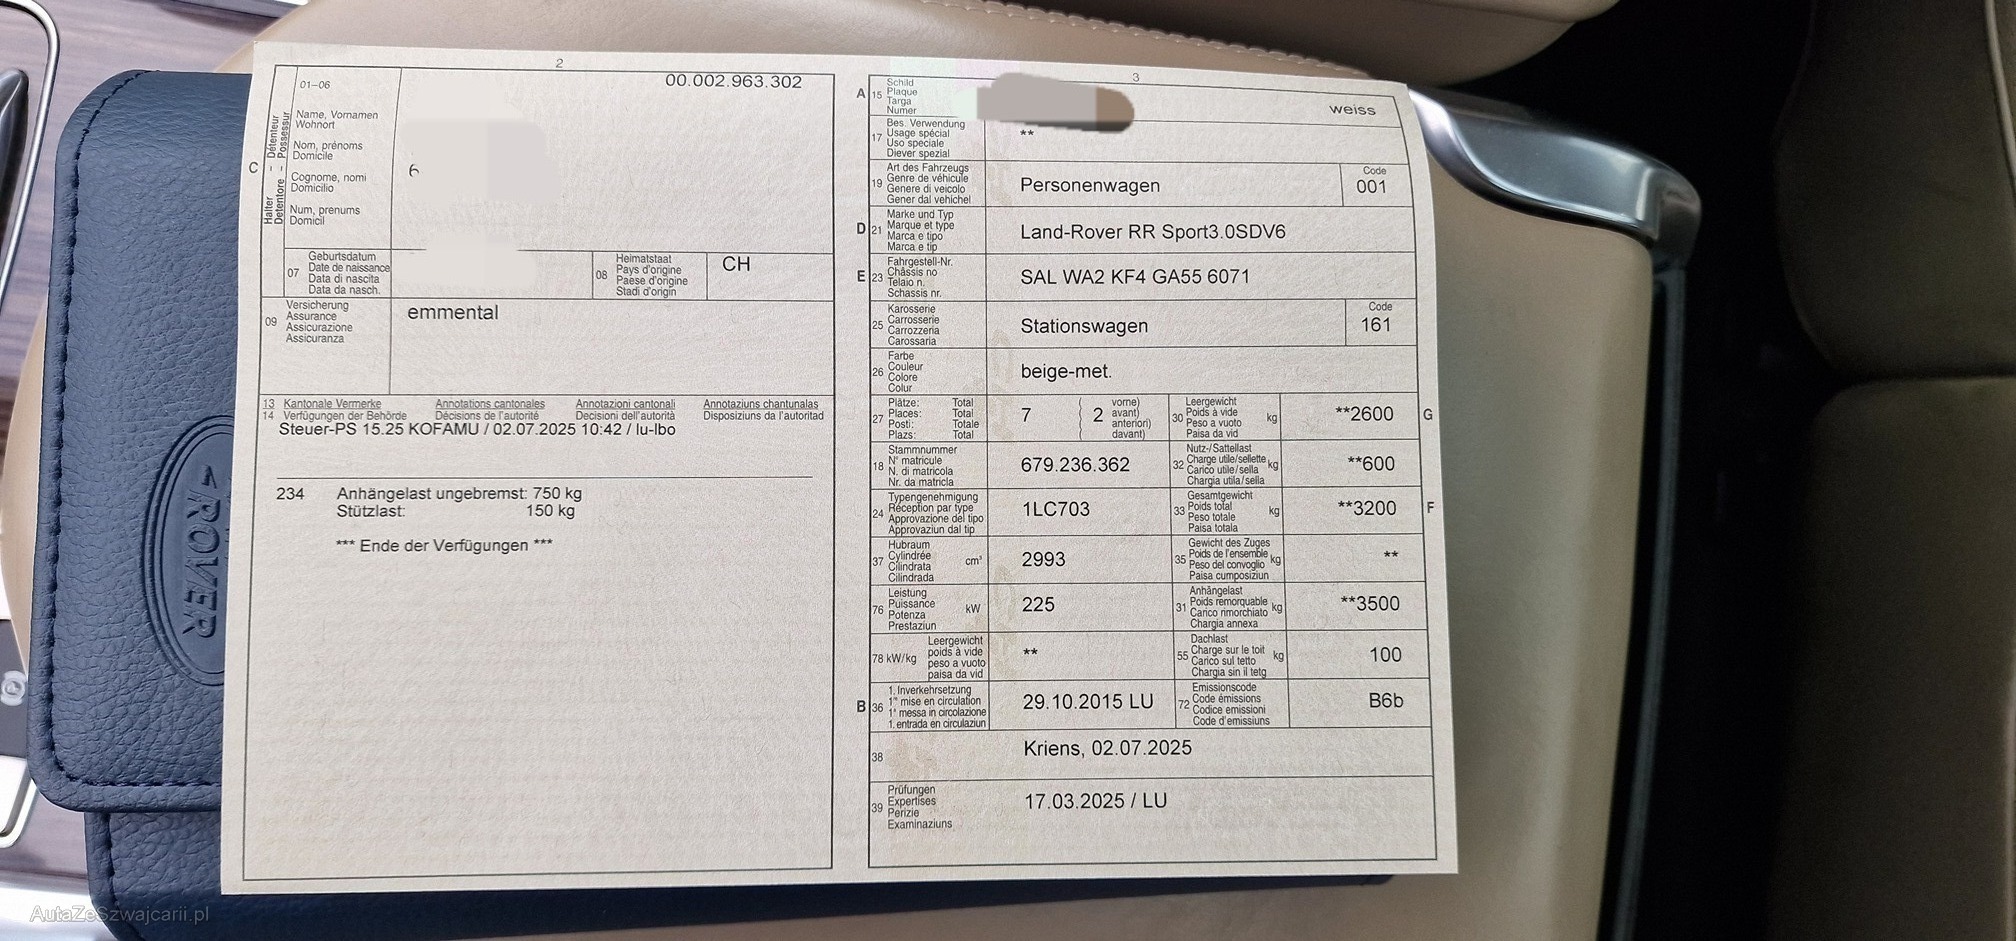 2
00.002.963.302
01–06
C
Halter – Détenteur
Detentore – Possessur
Name, Vornamen
Wohnort
Nom, prénoms
Domicile
Cognome, nomi
Domicilio
Num, prenums
Domicil
6
07
Geburtsdatum
Date de naissance
Data di nascita
Data da nasch.
08
Heimatstaat
Pays d'origine
Paese d'origine
Stadi d'origin
CH
09
Versicherung
Assurance
Assicurazione
Assicuranza
emmental
13 Kantonale Vermerke Annotations cantonales Annotazioni cantonali Annotaziuns chantunalas
14 Verfügungen der Behörde Décisions de l'autorité Decisioni dell'autorità Disposiziuns da l'autoritad
Steuer-PS 15.25 KOFAMU / 02.07.2025 10:42 / lu-lbo
234 Anhängelast ungebremst: 750 kg
Stützlast: 150 kg
*** Ende der Verfügungen ***
3
A 15
Schild
Plaque
Targa
Numer
weiss
17
Bes. Verwendung
Usage spécial
Uso speciale
Diever spezial
**
19
Art des Fahrzeugs
Genre de véhicule
Genere di veicolo
Gener dal vehichel
Personenwagen
Code
001
D 21
Marke und Typ
Marque et type
Marca e tipo
Marca e tip
Land-Rover RR Sport3.0SDV6
E 23
Fahrgestell-Nr.
Châssis no
Telaio n.
Schassis nr.
SAL WA2 KF4 GA55 6071
25
Karosserie
Carrosserie
Carrozzeria
Carossaria
Stationswagen
Code
161
26
Farbe
Couleur
Colore
Colur
beige-met.
27
Plätze: Total
Places: Total
Posti: Totale
Plazs: Total
7
( 2 vorne)
avant)
anteriori)
davant)
30
Leergewicht
Poids à vide
Peso a vuoto
Paisa da vid
kg
**2600
G
18
Stammnummer
N° matricule
N. di matricola
Nr. da matricla
679.236.362
32
Nutz-/Sattellast
Charge utile/sellette
Carico utile/sella
Chargia utila/sella
kg
**600
24
Typengenehmigung
Réception par type
Approvazione del tipo
Approvaziun dal tip
1LC703
33
Gesamtgewicht
Poids total
Peso totale
Paisa totala
kg
**3200
F
37
Hubraum
Cylindrée
Cilindrata
Cilindrada
cm³
2993
35
Gewicht des Zuges
Poids de l'ensemble
Peso del convoglio
Paisa cumposiziun
kg
**
76
Leistung
Puissance
Potenza
Prestaziun
kW
225
31
Anhängelast
Poids remorquable
Carico rimorchiato
Chargia annexa
kg
**3500
78 kW/kg
Leergewicht
poids à vide
peso a vuoto
paisa da vid
**
55
Dachlast
Charge sur le toit
Carico sul tetto
Chargia sin il tetg
kg
100
B 36
1. Inverkehrsetzung
1re mise en circulation
1a messa in circolazione
1. entrada en circulaziun
29.10.2015 LU
72
Emissionscode
Code émissions
Codice emissioni
Code d'emissiuns
B6b
38
Kriens, 02.07.2025
39
Prüfungen
Expertises
Perizie
Examinaziuns
17.03.2025 / LU
ROVER
AutaZeSzwajcarii.pl